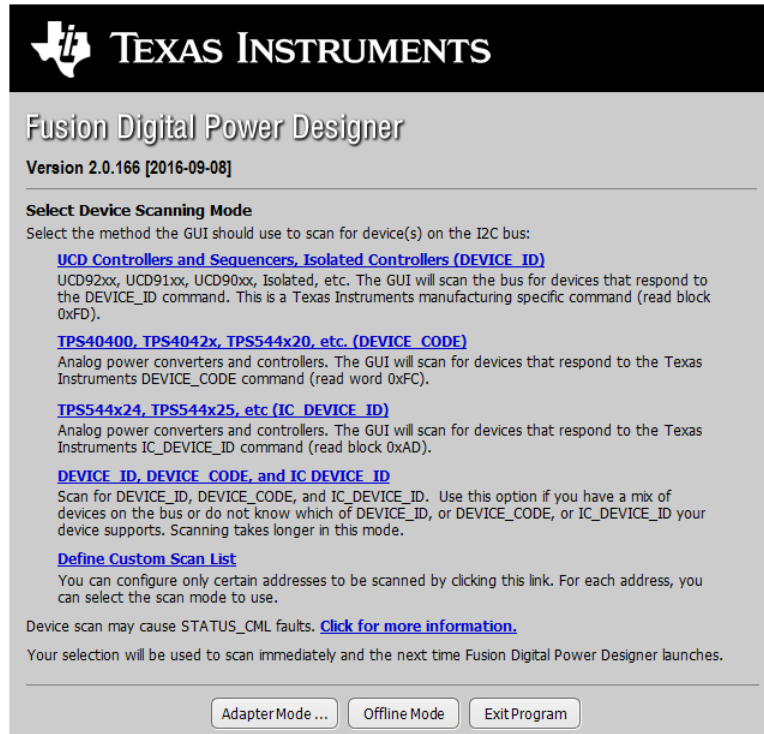 TEXAS INSTRUMENTS
Fusion Digital Power Designer
Version 2.0.166 [2016-09-08]
Select Device Scanning Mode
Select the method the GUI should use to scan for device(s) on the I2C bus:
UCD Controllers and Sequencers, Isolated Controllers (DEVICE_ID)
UCD92xx, UCD91xx, UCD90xx, Isolated, etc. The GUI will scan the bus for devices that respond to
the DEVICE_ID command. This is a Texas Instruments manufacturing specific command (read block
0xFD).
TPS40400, TPS4042x, TPS544x20, etc. (DEVICE_CODE)
Analog power converters and controllers. The GUI will scan for devices that respond to the Texas
Instruments DEVICE_CODE command (read word 0xFC).
TPS544x24, TPS544x25, etc (IC_DEVICE_ID)
Analog power converters and controllers. The GUI will scan for devices that respond to the Texas
Instruments IC_DEVICE_ID command (read block 0xAD).
DEVICE_ID, DEVICE_CODE, and IC DEVICE_ID
Scan for DEVICE_ID, DEVICE_CODE, and IC_DEVICE_ID. Use this option if you have a mix of
devices on the bus or do not know which of DEVICE_ID, or DEVICE_CODE, or IC_DEVICE_ID your
device supports. Scanning takes longer in this mode.
Define Custom Scan List
You can configure only certain addresses to be scanned by clicking this link. For each address, you
can select the scan mode to use.
Device scan may cause STATUS_CML faults. Click for more information.
Your selection will be used to scan immediately and the next time Fusion Digital Power Designer launches.
Adapter Mode ... Offline Mode Exit Program